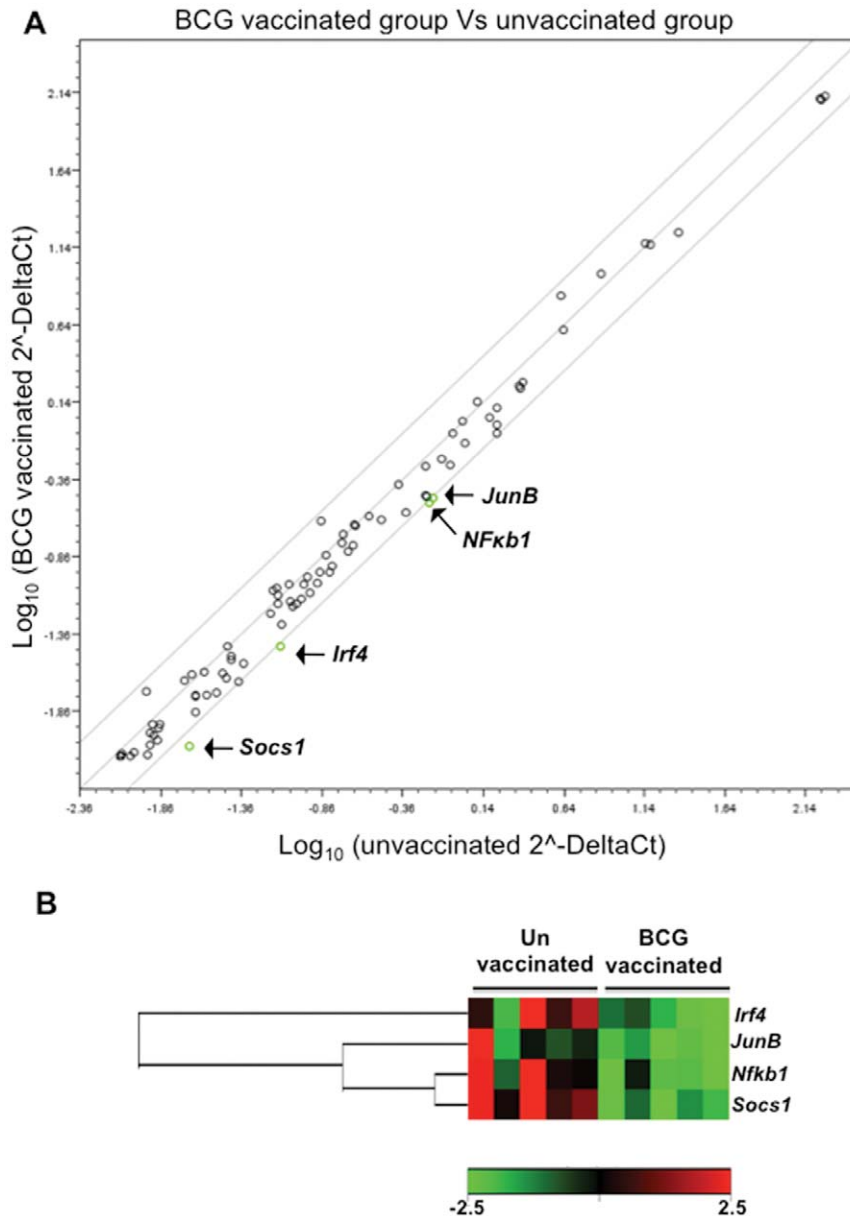 A
BCG vaccinated group Vs unvaccinated group
Log₁₀ (BCG vaccinated 2^-DeltaCt)
2.14
1.64
1.14
0.64
0.14
-0.36
-0.86
-1.36
-1.86
JunB
NFκb1
Irf4
Socs1
-2.36 -1.86 -1.36 -0.86 -0.36 0.14 0.64 1.14 1.64 2.14
Log₁₀ (unvaccinated 2^-DeltaCt)
B
Un
vaccinated
BCG
vaccinated
Irf4
JunB
Nfkb1
Socs1
-2.5 2.5